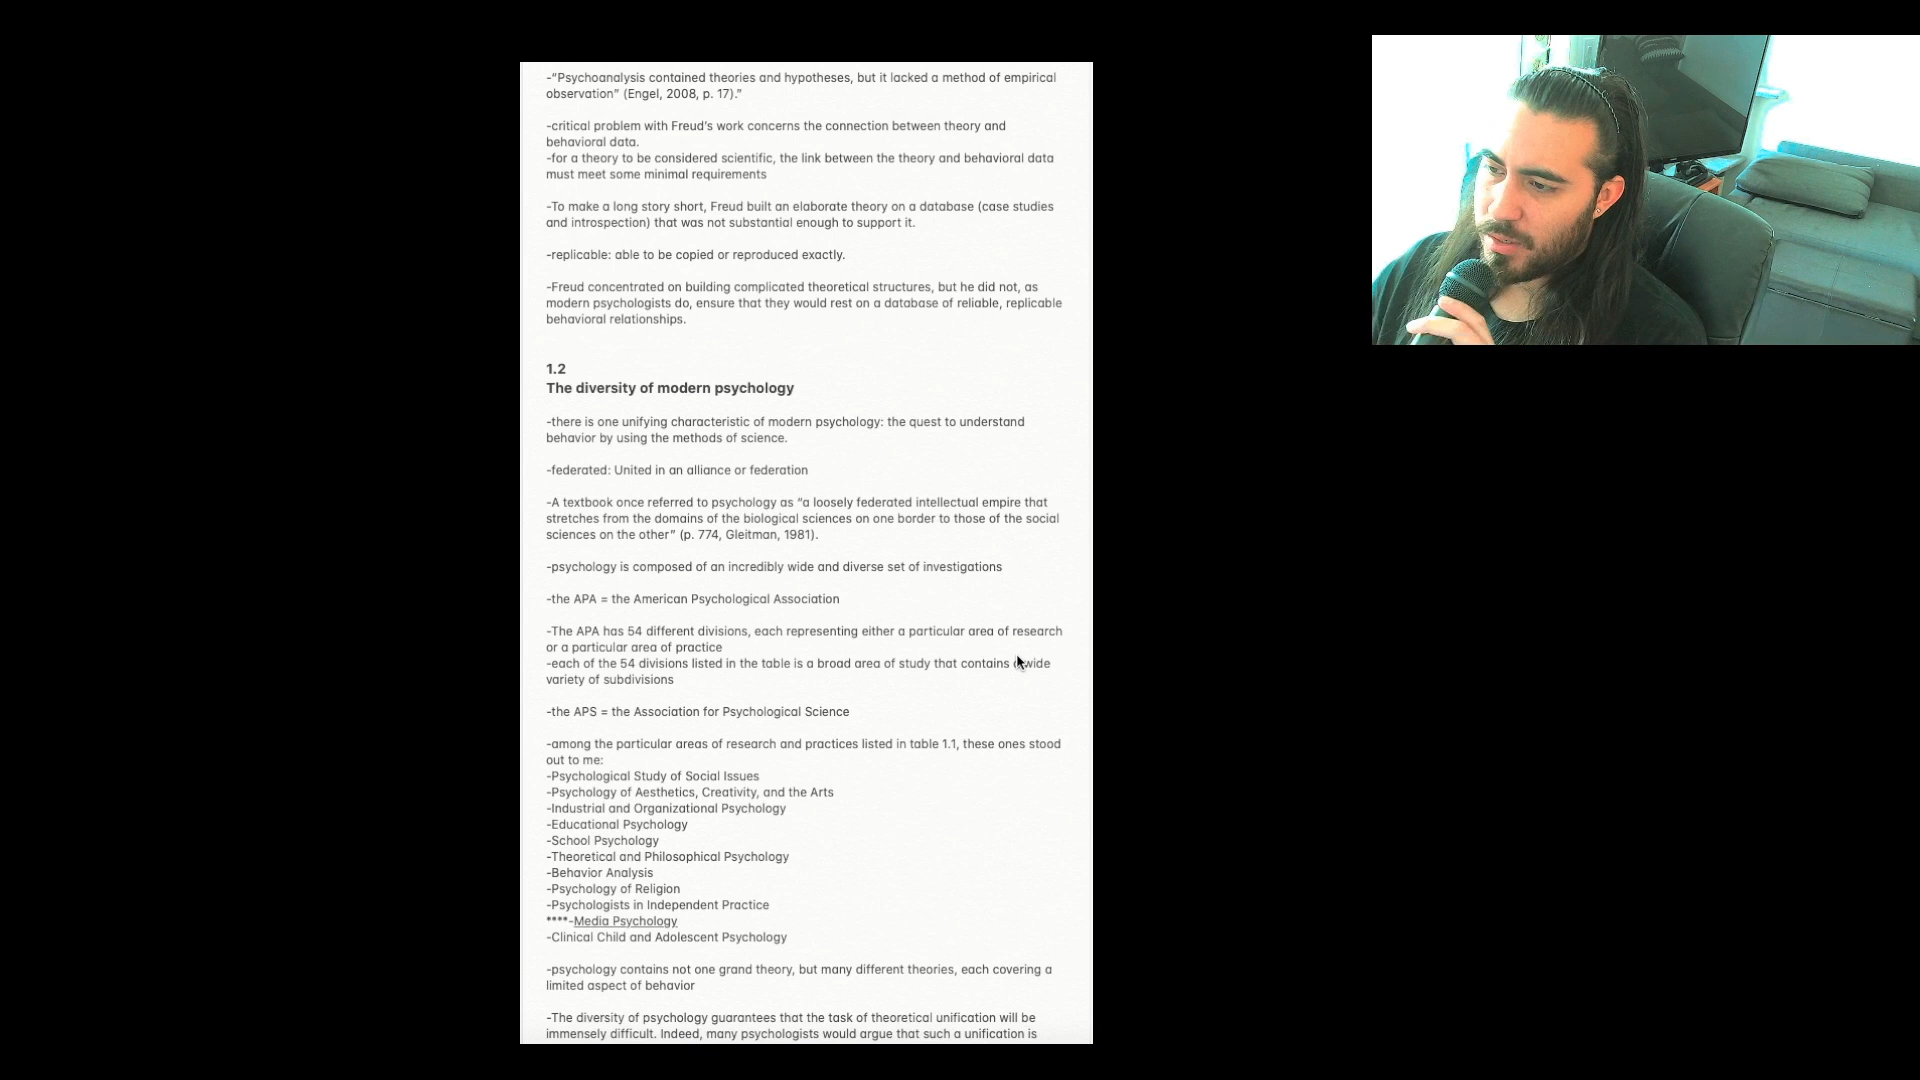 -“Psychoanalysis contained theories and hypotheses, but it lacked a method of empirical
observation” (Engel, 2008, p. 17).”
-critical problem with Freud’s work concerns the connection between theory and
behavioral data.
-for a theory to be considered scientific, the link between the theory and behavioral data
must meet some minimal requirements
-To make a long story short, Freud built an elaborate theory on a database (case studies
and introspection) that was not substantial enough to support it.
-replicable: able to be copied or reproduced exactly.
-Freud concentrated on building complicated theoretical structures, but he did not, as
modern psychologists do, ensure that they would rest on a database of reliable, replicable
behavioral relationships.
1.2
The diversity of modern psychology
-there is one unifying characteristic of modern psychology: the quest to understand
behavior by using the methods of science.
-federated: United in an alliance or federation
-A textbook once referred to psychology as “a loosely federated intellectual empire that
stretches from the domains of the biological sciences on one border to those of the social
sciences on the other” (p. 774, Gleitman, 1981).
-psychology is composed of an incredibly wide and diverse set of investigations
-the APA = the American Psychological Association
-The APA has 54 different divisions, each representing either a particular area of research
or a particular area of practice
-each of the 54 divisions listed in the table is a broad area of study that contains wide
variety of subdivisions
-the APS = the Association for Psychological Science
-among the particular areas of research and practices listed in table 1.1, these ones stood
out to me:
-Psychological Study of Social Issues
-Psychology of Aesthetics, Creativity, and the Arts
-Industrial and Organizational Psychology
-Educational Psychology
-School Psychology
-Theoretical and Philosophical Psychology
-Behavior Analysis
-Psychology of Religion
-Psychologists in Independent Practice
****-Media Psychology
-Clinical Child and Adolescent Psychology
-psychology contains not one grand theory, but many different theories, each covering a
limited aspect of behavior
-The diversity of psychology guarantees that the task of theoretical unification will be
immensely difficult. Indeed, many psychologists would argue that such a unification is